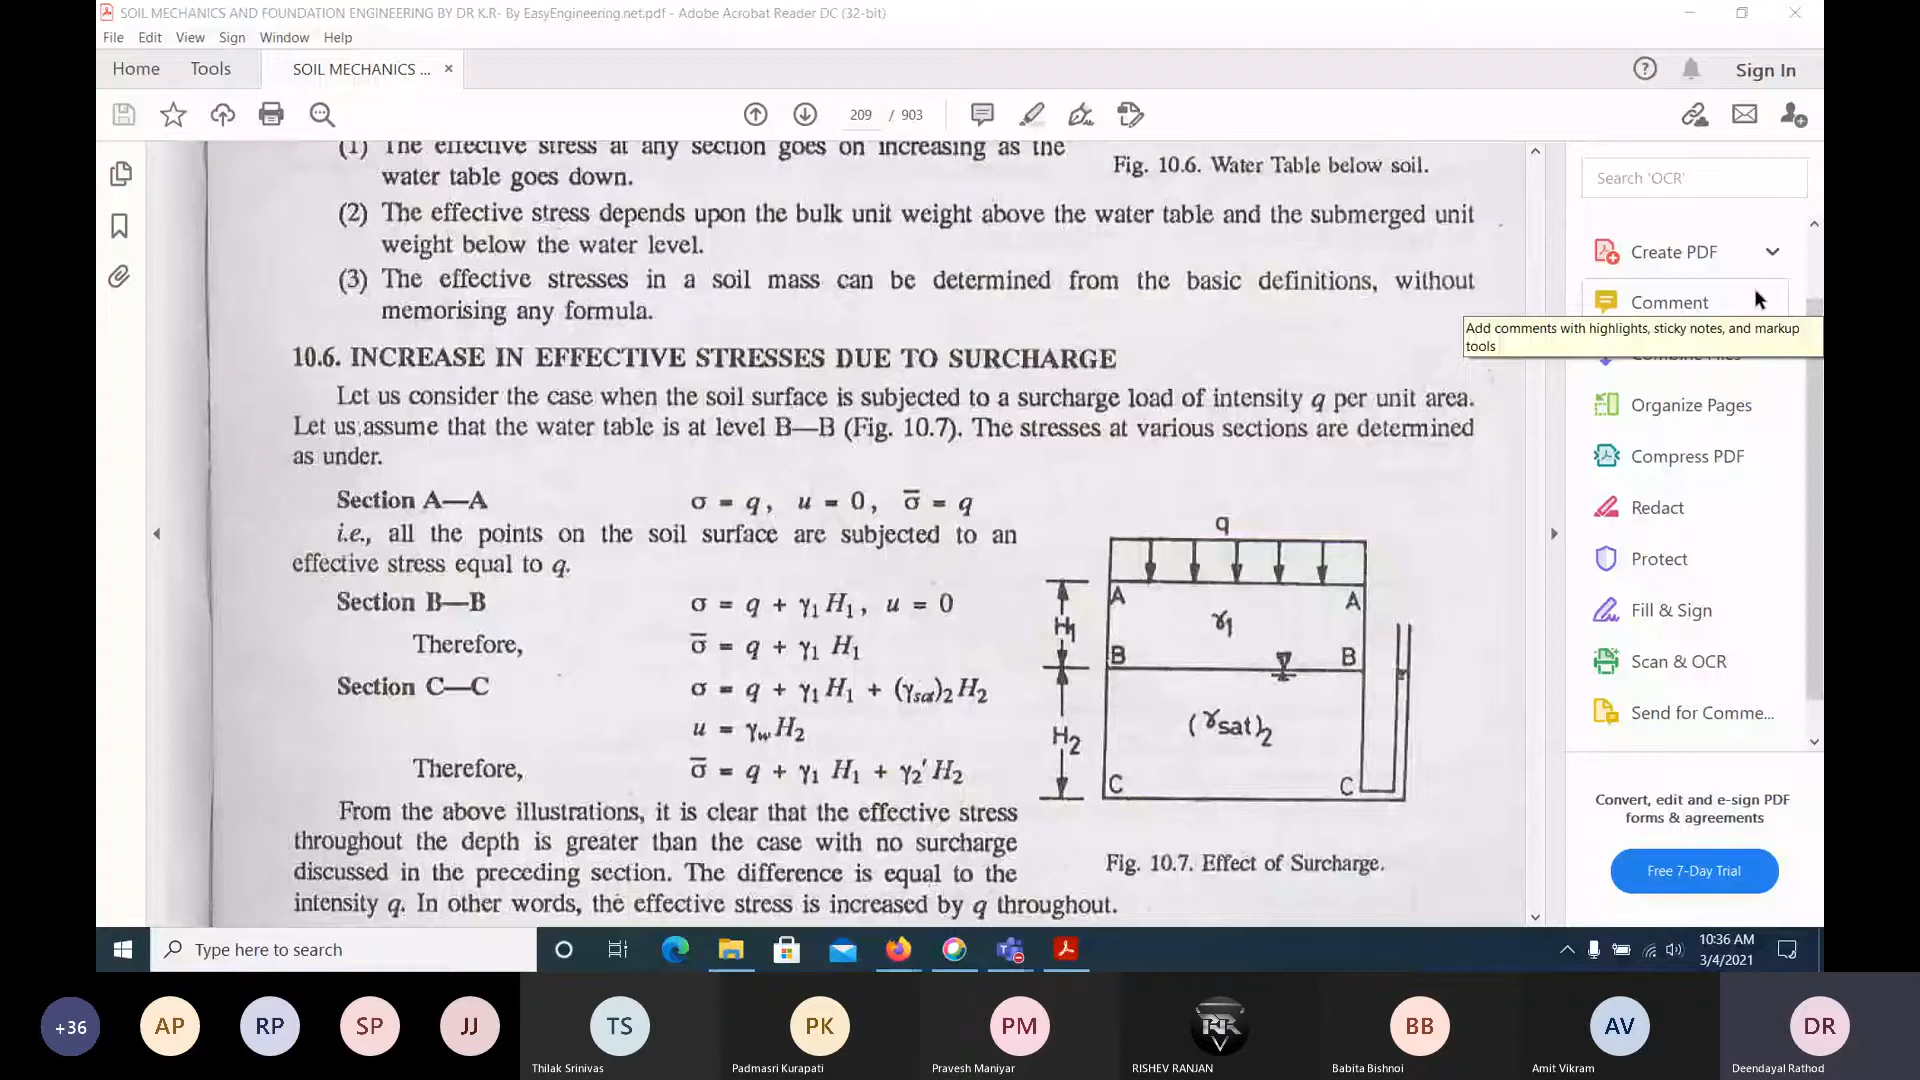 SOIL MECHANICS AND FOUNDATION ENGINEERING BY DR K.R- By EasyEngineering.net.pdf - Adobe Acrobat Reader DC (32-bit)
File Edit View Sign Window Help
Home Tools SOIL MECHANICS ... × Sign In
209 / 903
(1) The effective stress at any section goes on increasing as the
water table goes down.
Fig. 10.6. Water Table below soil.
(2) The effective stress depends upon the bulk unit weight above the water table and the submerged unit
weight below the water level.
(3) The effective stresses in a soil mass can be determined from the basic definitions, without
memorising any formula.
10.6. INCREASE IN EFFECTIVE STRESSES DUE TO SURCHARGE
Let us consider the case when the soil surface is subjected to a surcharge load of intensity q per unit area.
Let us assume that the water table is at level B—B (Fig. 10.7). The stresses at various sections are determined
as under.
Section A—A σ = q, u = 0, σ̅ = q
i.e., all the points on the soil surface are subjected to an
effective stress equal to q.
Section B—B σ = q + γ₁ H₁, u = 0
Therefore, σ̅ = q + γ₁ H₁
Section C—C σ = q + γ₁ H₁ + (γsat)₂ H₂
u = γw H₂
Therefore, σ̅ = q + γ₁ H₁ + γ₂' H₂
From the above illustrations, it is clear that the effective stress
throughout the depth is greater than the case with no surcharge
discussed in the preceding section. The difference is equal to the
intensity q. In other words, the effective stress is increased by q throughout.
q
A A
H₁ γ₁
B B
H₂ (γsat)₂
C C
Fig. 10.7. Effect of Surcharge.
Search 'OCR'
Create PDF
Comment
Add comments with highlights, sticky notes, and markup
tools
Combine Files
Organize Pages
Compress PDF
Redact
Protect
Fill & Sign
Scan & OCR
Send for Comme...
Convert, edit and e-sign PDF
forms & agreements
Free 7-Day Trial
Type here to search
10:36 AM
3/4/2021
+36 AP RP SP JJ TS PK PM RR BB AV DR
Thilak Srinivas Padmasri Kurapati Pravesh Maniyar RISHEV RANJAN Babita Bishnoi Amit Vikram Deendayal Rathod